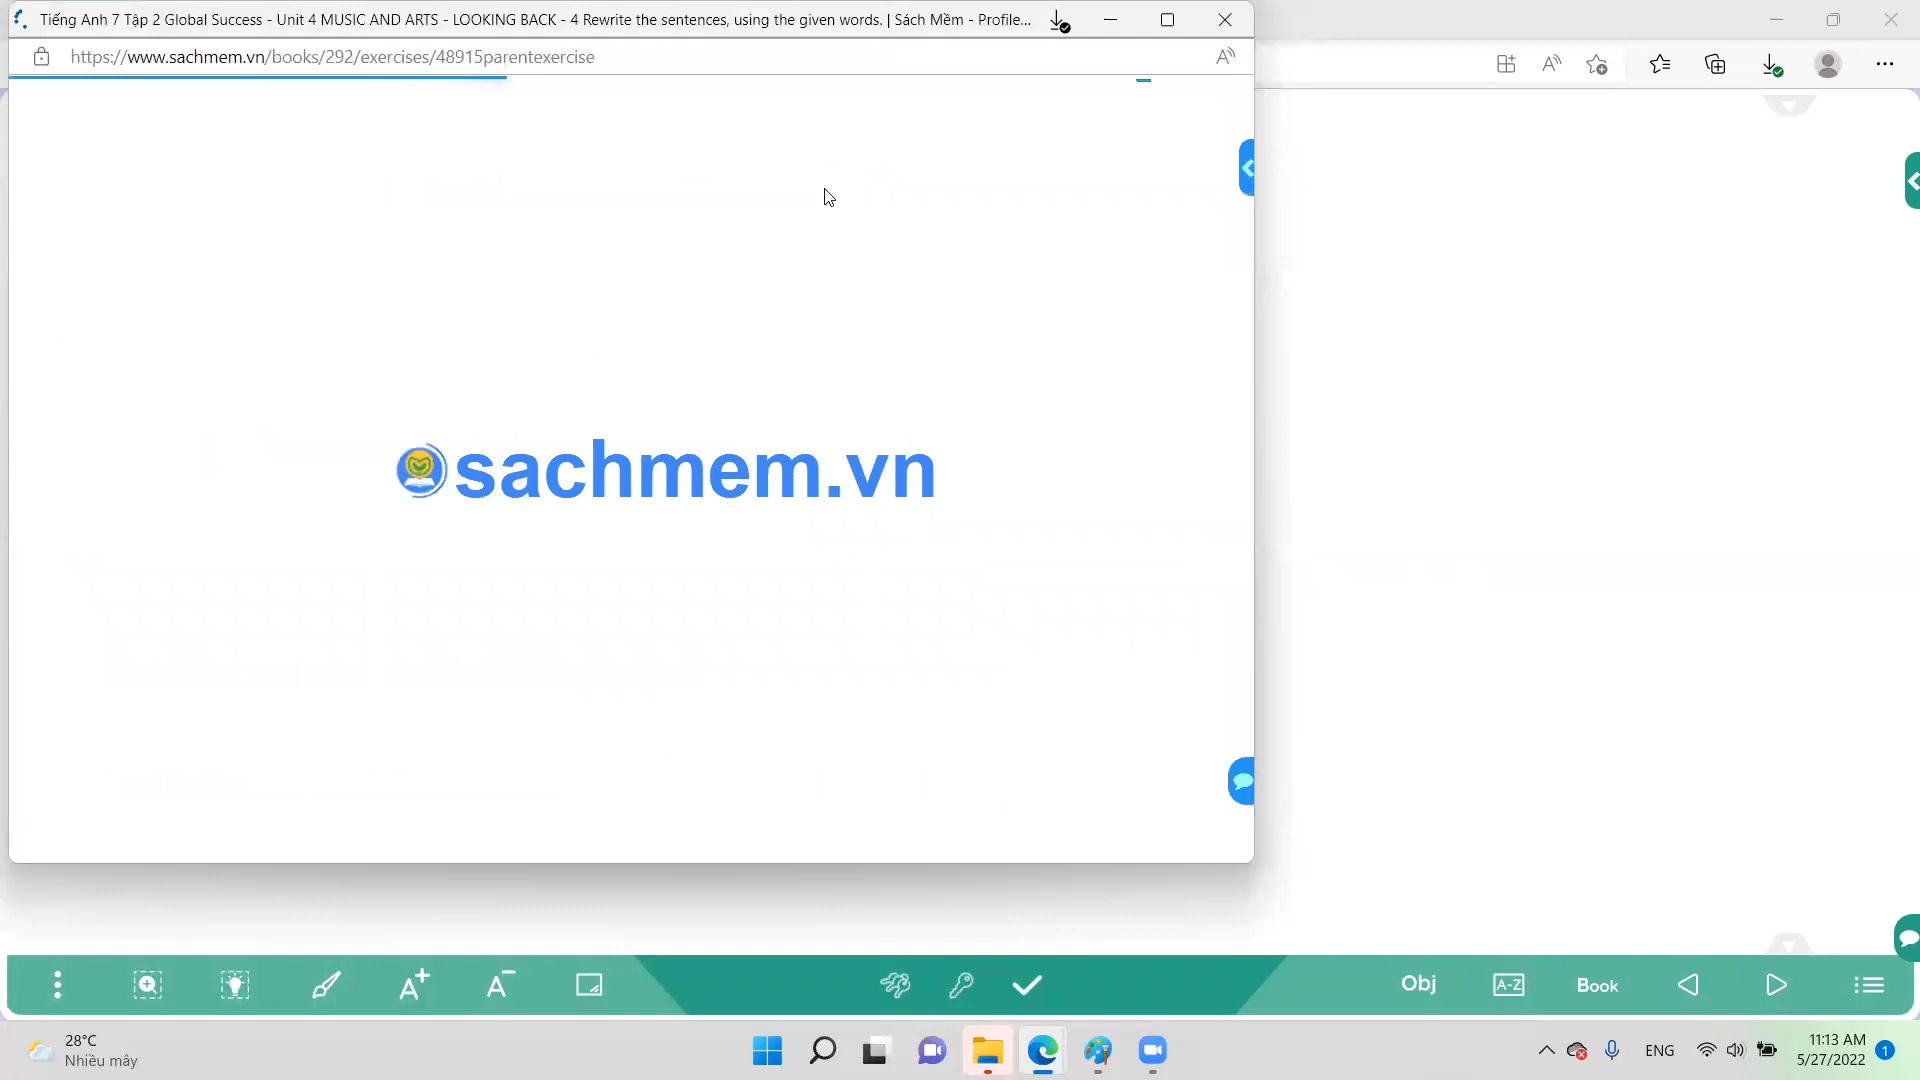 Tiếng Anh 7 Tập 2 Global Success - Unit 4 MUSIC AND ARTS - LOOKING BACK - 4 Rewrite the sentences, using the given words. | Sách Mềm - Profile...
https://www.sachmem.vn/books/292/exercises/48915parentexercise
sachmem.vn
A+
A-
Obj
A-Z
Book
28°C
Nhiều mây
ENG
11:13 AM
5/27/2022
1